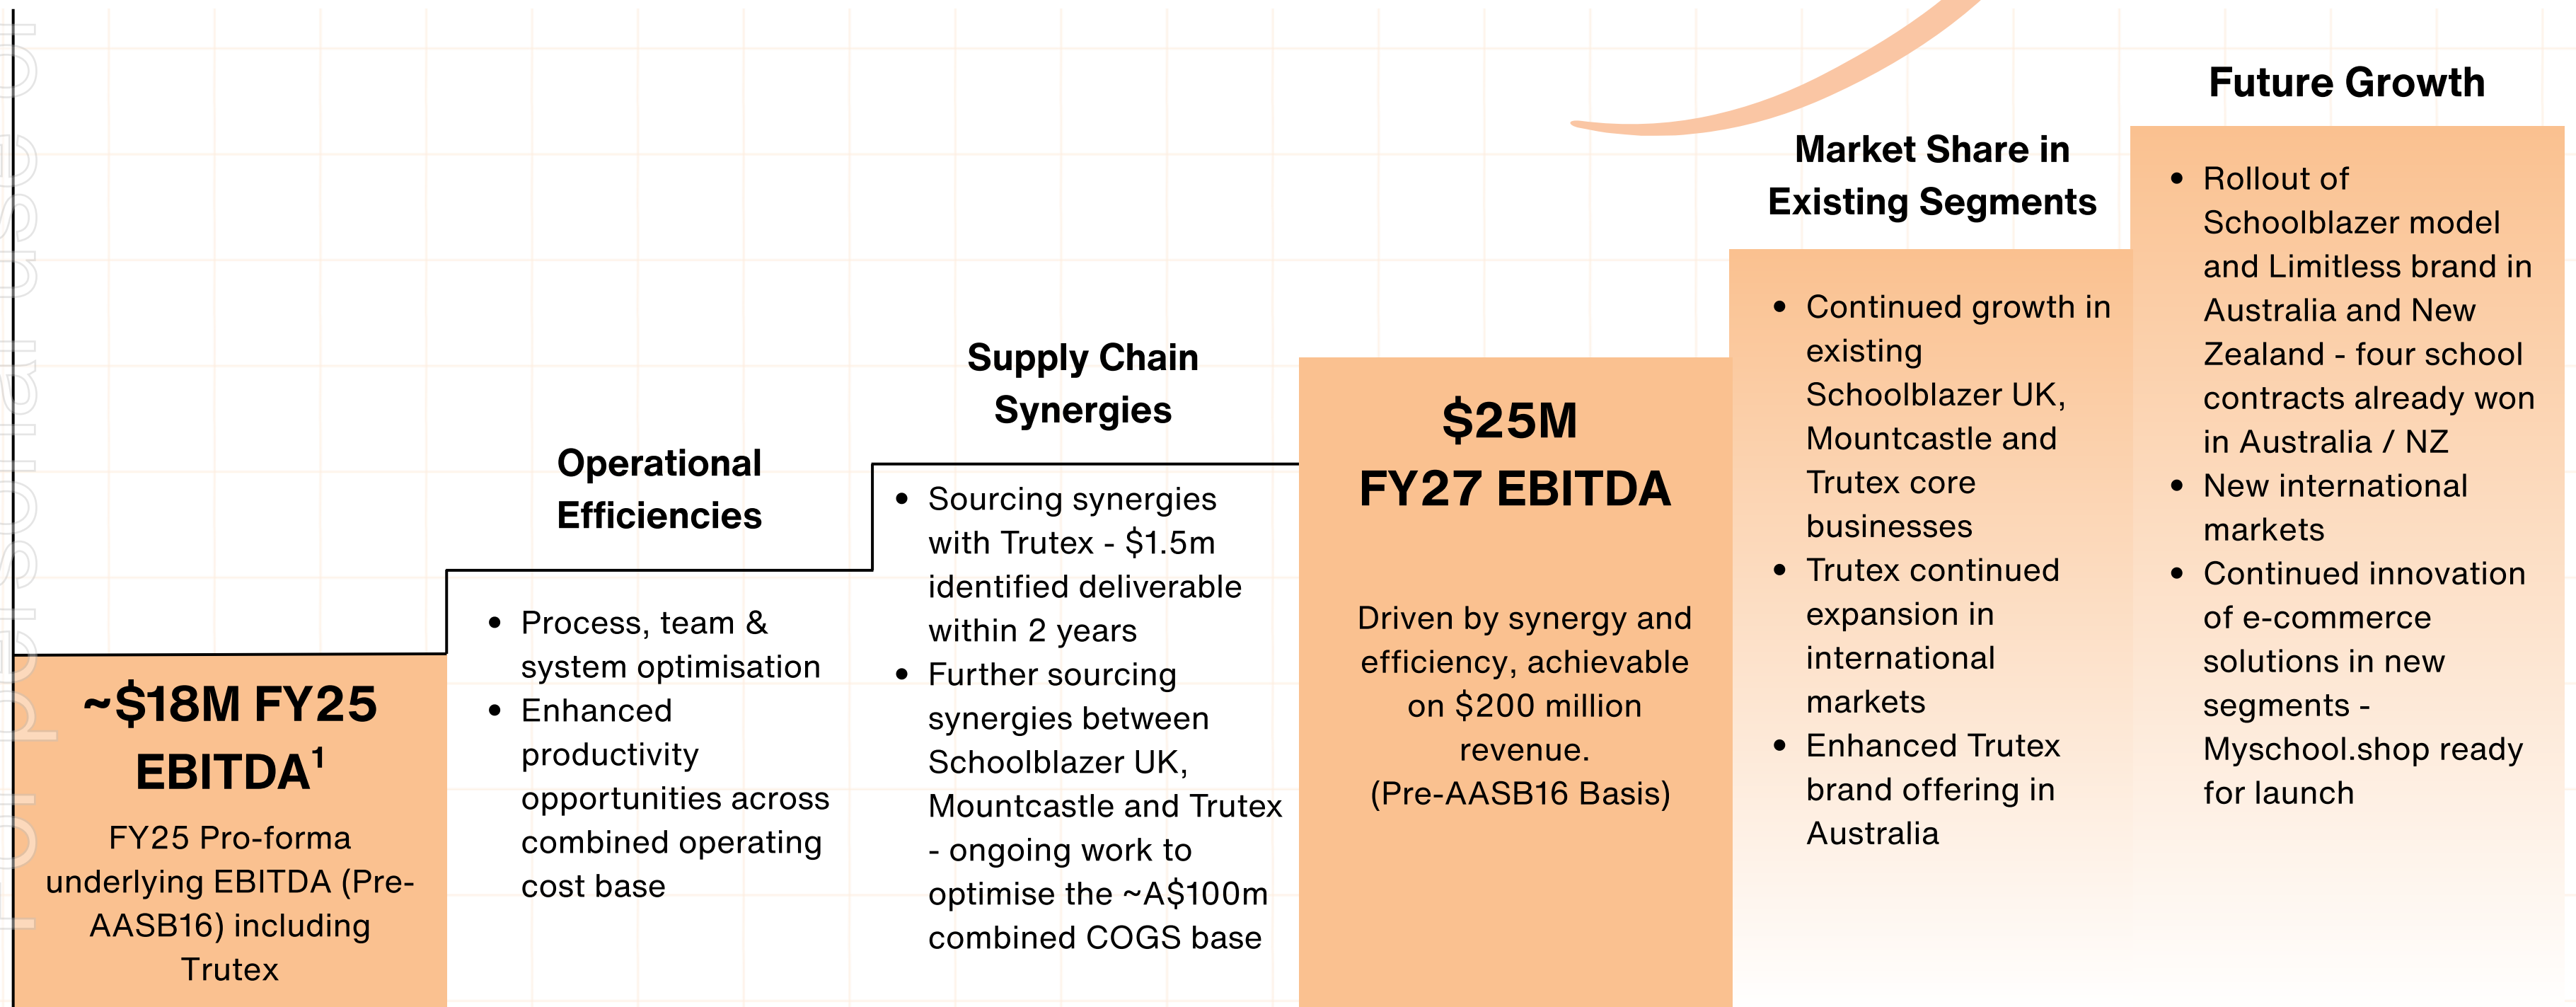 For personal use on
~$18M FY25
EBITDA¹
FY25 Pro-forma
underlying EBITDA (Pre-
AASB16) including
Trutex
Operational
Efficiencies
• Process, team &
system optimisation
• Enhanced
productivity
opportunities across
combined operating
cost base
Supply Chain
Synergies
• Sourcing synergies
with Trutex - $1.5m
identified deliverable
within 2 years
• Further sourcing
synergies between
Schoolblazer UK,
Mountcastle and Trutex
- ongoing work to
optimise the ~A$100m
combined COGS base
$25M
FY27 EBITDA
Driven by synergy and
efficiency, achievable
on $200 million
revenue.
(Pre-AASB16 Basis)
Market Share in
Existing Segments
• Continued growth in
existing
Schoolblazer UK,
Mountcastle and
Trutex core
businesses
• Trutex continued
expansion in
international
markets
• Enhanced Trutex
brand offering in
Australia
Future Growth
• Rollout of
Schoolblazer model
and Limitless brand in
Australia and New
Zealand - four school
contracts already won
in Australia / NZ
• New international
markets
• Continued innovation
of e-commerce
solutions in new
segments -
Myschool.shop ready
for launch